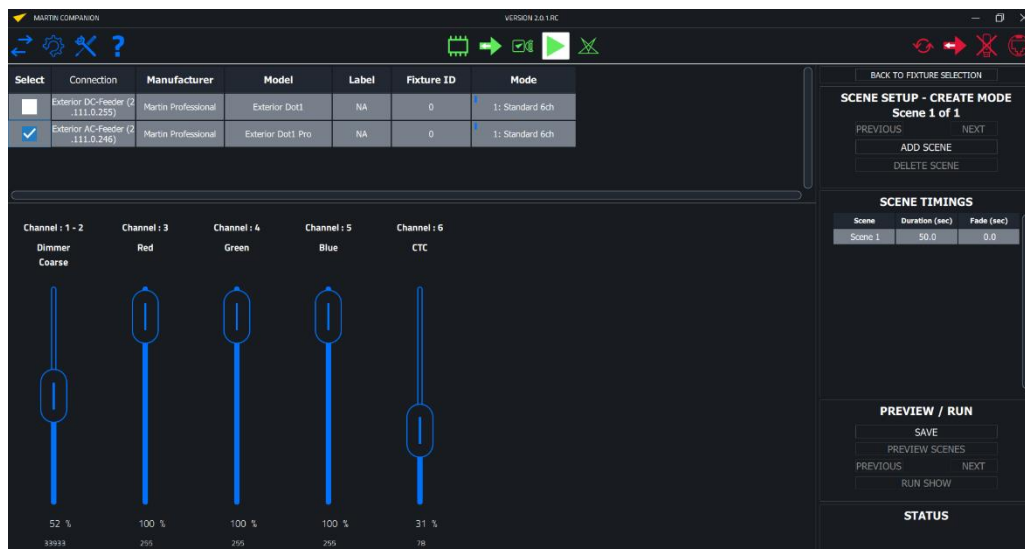 MARTIN COMPANION
VERSION 2.0.1.RC
?
Select Connection Manufacturer Model Label Fixture ID Mode
Exterior DC-Feeder (2
.111.0.255) Martin Professional Exterior Dot1 NA 0 1: Standard 6ch
Exterior AC-Feeder (2
.111.0.246) Martin Professional Exterior Dot1 Pro NA 0 1: Standard 6ch
Channel : 1 - 2 Channel : 3 Channel : 4 Channel : 5 Channel : 6
Dimmer Red Green Blue CTC
Coarse
52 % 100 % 100 % 100 % 31 %
33933 255 255 255 78
BACK TO FIXTURE SELECTION
SCENE SETUP - CREATE MODE
Scene 1 of 1
PREVIOUS NEXT
ADD SCENE
DELETE SCENE
SCENE TIMINGS
Scene Duration (sec) Fade (sec)
Scene 1 50.0 0.0
PREVIEW / RUN
SAVE
PREVIEW SCENES
PREVIOUS NEXT
RUN SHOW
STATUS